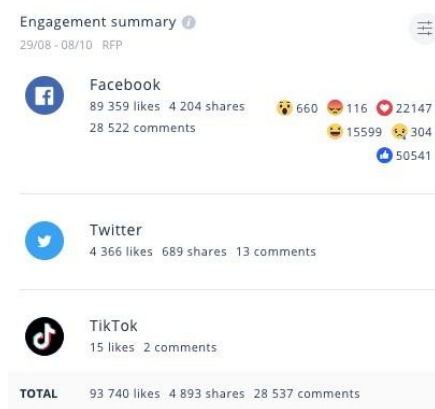 Engagement summary
29/08 - 08/10 RFP
Facebook
89 359 likes 4 204 shares
28 522 comments
660 116 22147
15599 304
50541
Twitter
4 366 likes 689 shares 13 comments
TikTok
15 likes 2 comments
TOTAL 93 740 likes 4 893 shares 28 537 comments